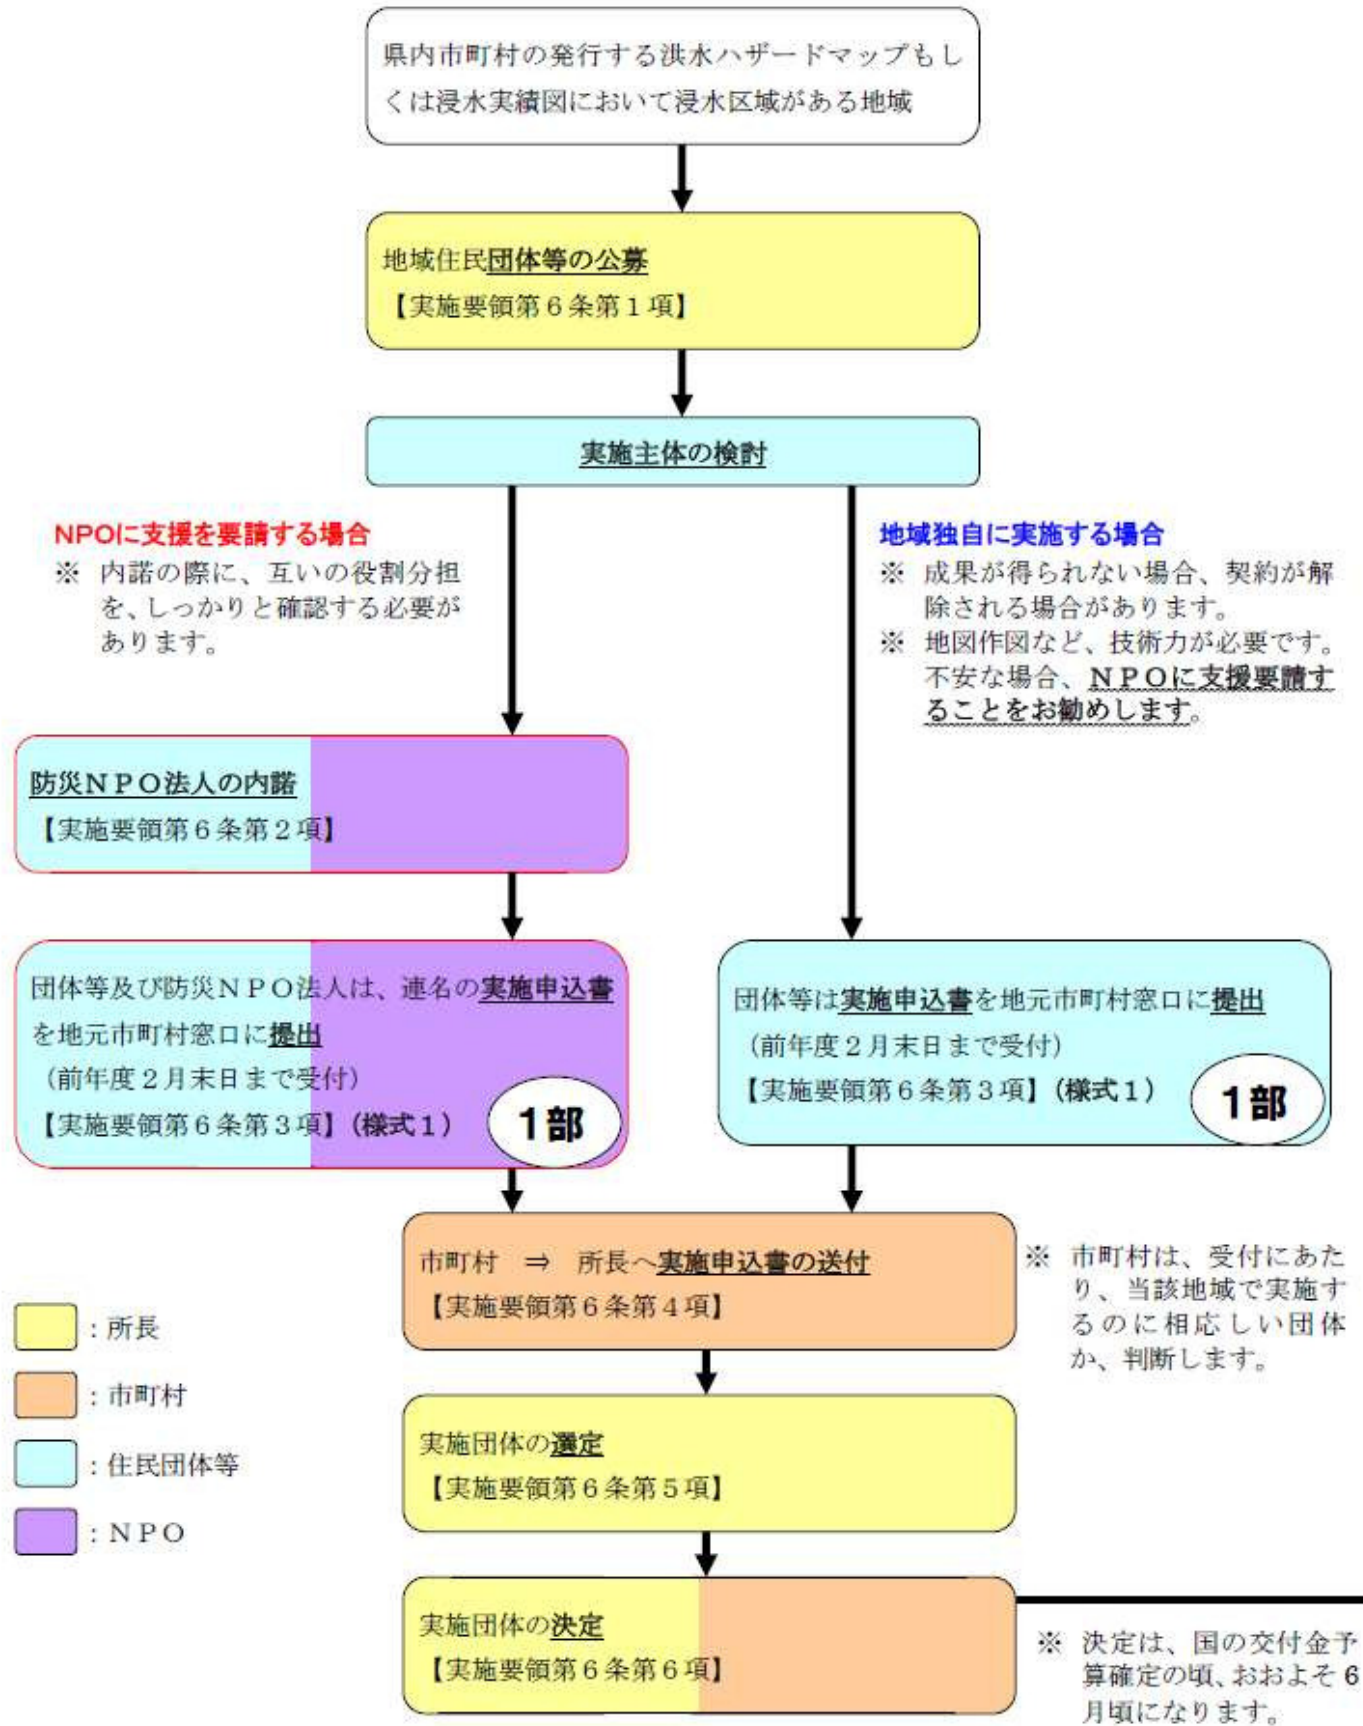 県内市町村の発行する洪水ハザードマップもし
くは浸水実績図において浸水区域がある地域
地域住民団体等の公募
【実施要領第６条第１項】
実施主体の検討
NPOに支援を要請する場合
※ 内諾の際に、互いの役割分担
を、しっかりと確認する必要が
あります。
地域独自に実施する場合
※ 成果が得られない場合、契約が解
除される場合があります。
※ 地図作図など、技術力が必要です。
不安な場合、ＮＰＯに支援要請す
ることをお勧めします。
防災ＮＰＯ法人の内諾
【実施要領第６条第２項】
団体等及び防災ＮＰＯ法人は、連名の実施申込書
を地元市町村窓口に提出
（前年度２月末日まで受付）
【実施要領第６条第３項】（様式１）
１部
団体等は実施申込書を地元市町村窓口に提出
（前年度２月末日まで受付）
【実施要領第６条第３項】（様式１）
１部
市町村 ⇒ 所長へ実施申込書の送付
【実施要領第６条第４項】
※ 市町村は、受付にあた
り、当該地域で実施す
るのに相応しい団体
か、判断します。
：所長
：市町村
：住民団体等
：ＮＰＯ
実施団体の選定
【実施要領第６条第５項】
実施団体の決定
【実施要領第６条第６項】
※ 決定は、国の交付金予
算確定の頃、おおよそ６
月頃になります。